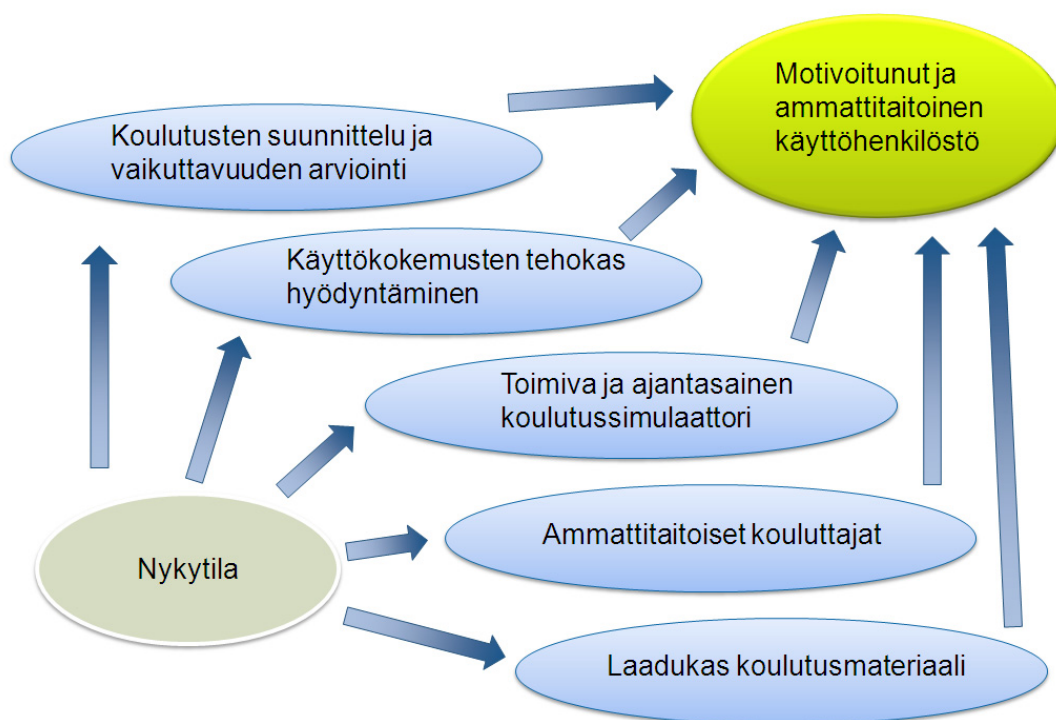 Motivoitunut ja
ammattitaitoinen
käyttöhenkilöstö
Koulutusten suunnittelu ja
vaikuttavuuden arviointi
Käyttökokemusten tehokas
hyödyntäminen
Toimiva ja ajantasainen
koulutussimulaattori
Ammattitaitoiset kouluttajat
Nykytila
Laadukas koulutusmateriaali